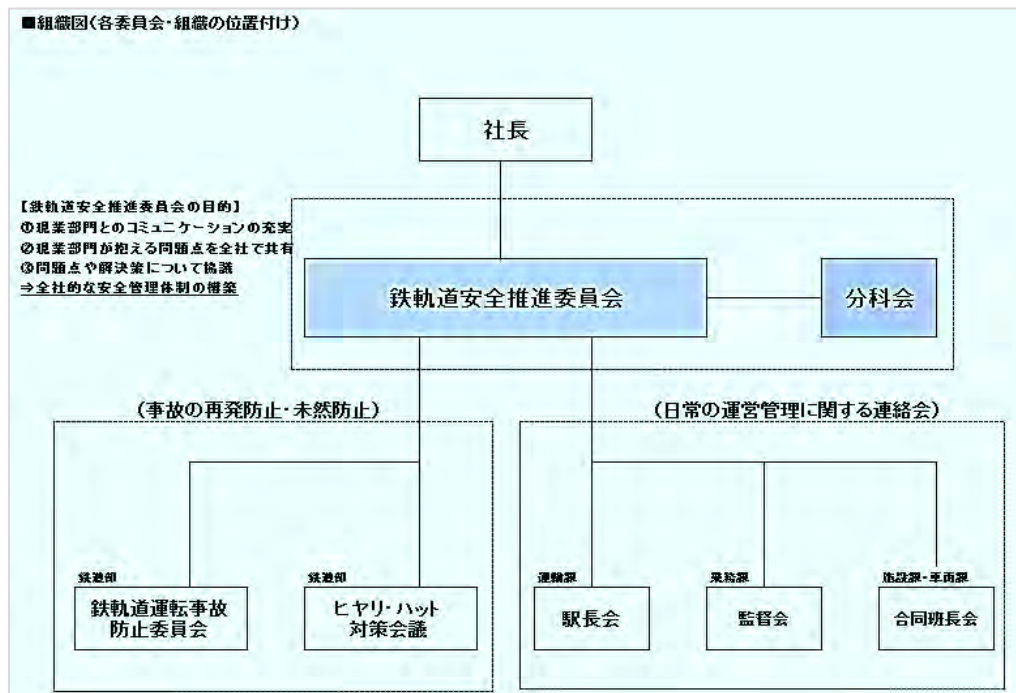 ■組織図(各委員会・組織の位置付け)
社長
【鉄軌道安全推進委員会の目的】
①現業部門とのコミュニケーションの充実
②現業部門が抱える問題点を全社で共有
③問題点や解決策について協議
⇒全社的な安全管理体制の構築
鉄軌道安全推進委員会
分科会
(事故の再発防止・未然防止)
(日常の運営管理に関する連絡会)
鉄道部
鉄軌道運転事故
防止委員会
鉄道部
ヒヤリ・ハット
対策会議
運輸課
駅長会
乗務課
監督会
施設課・車両課
合同班長会